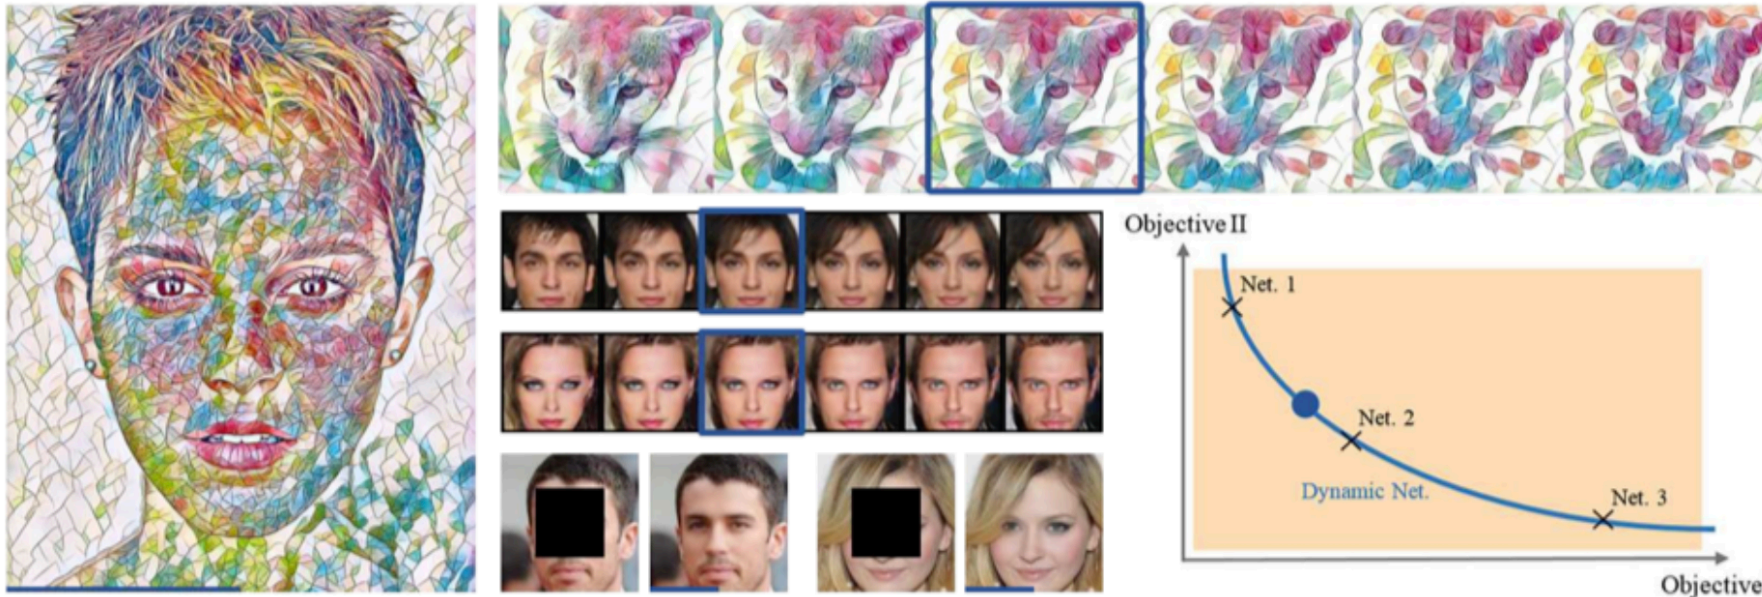 Objective II
Net. 1
Net. 2
Dynamic Net.
Net. 3
Objective